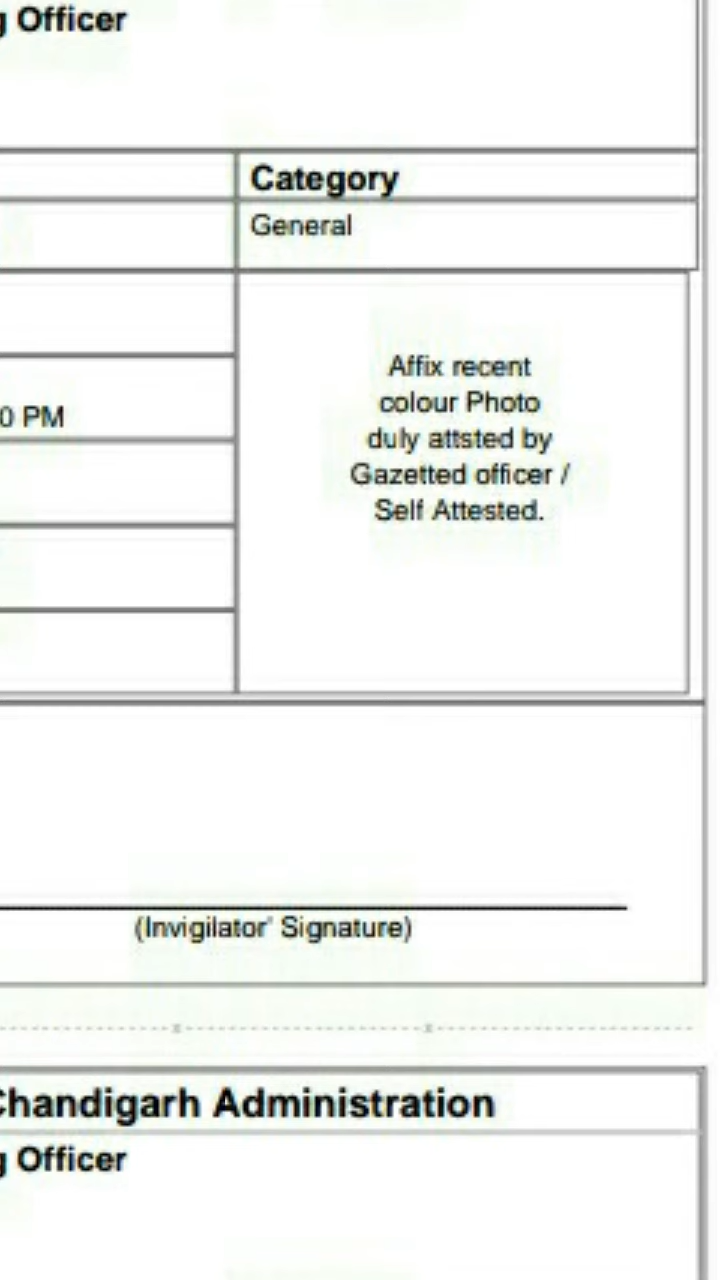 g Officer
Category
General
0 PM
Affix recent
colour Photo
duly attsted by
Gazetted officer /
Self Attested.
(Invigilator' Signature)
Chandigarh Administration
g Officer